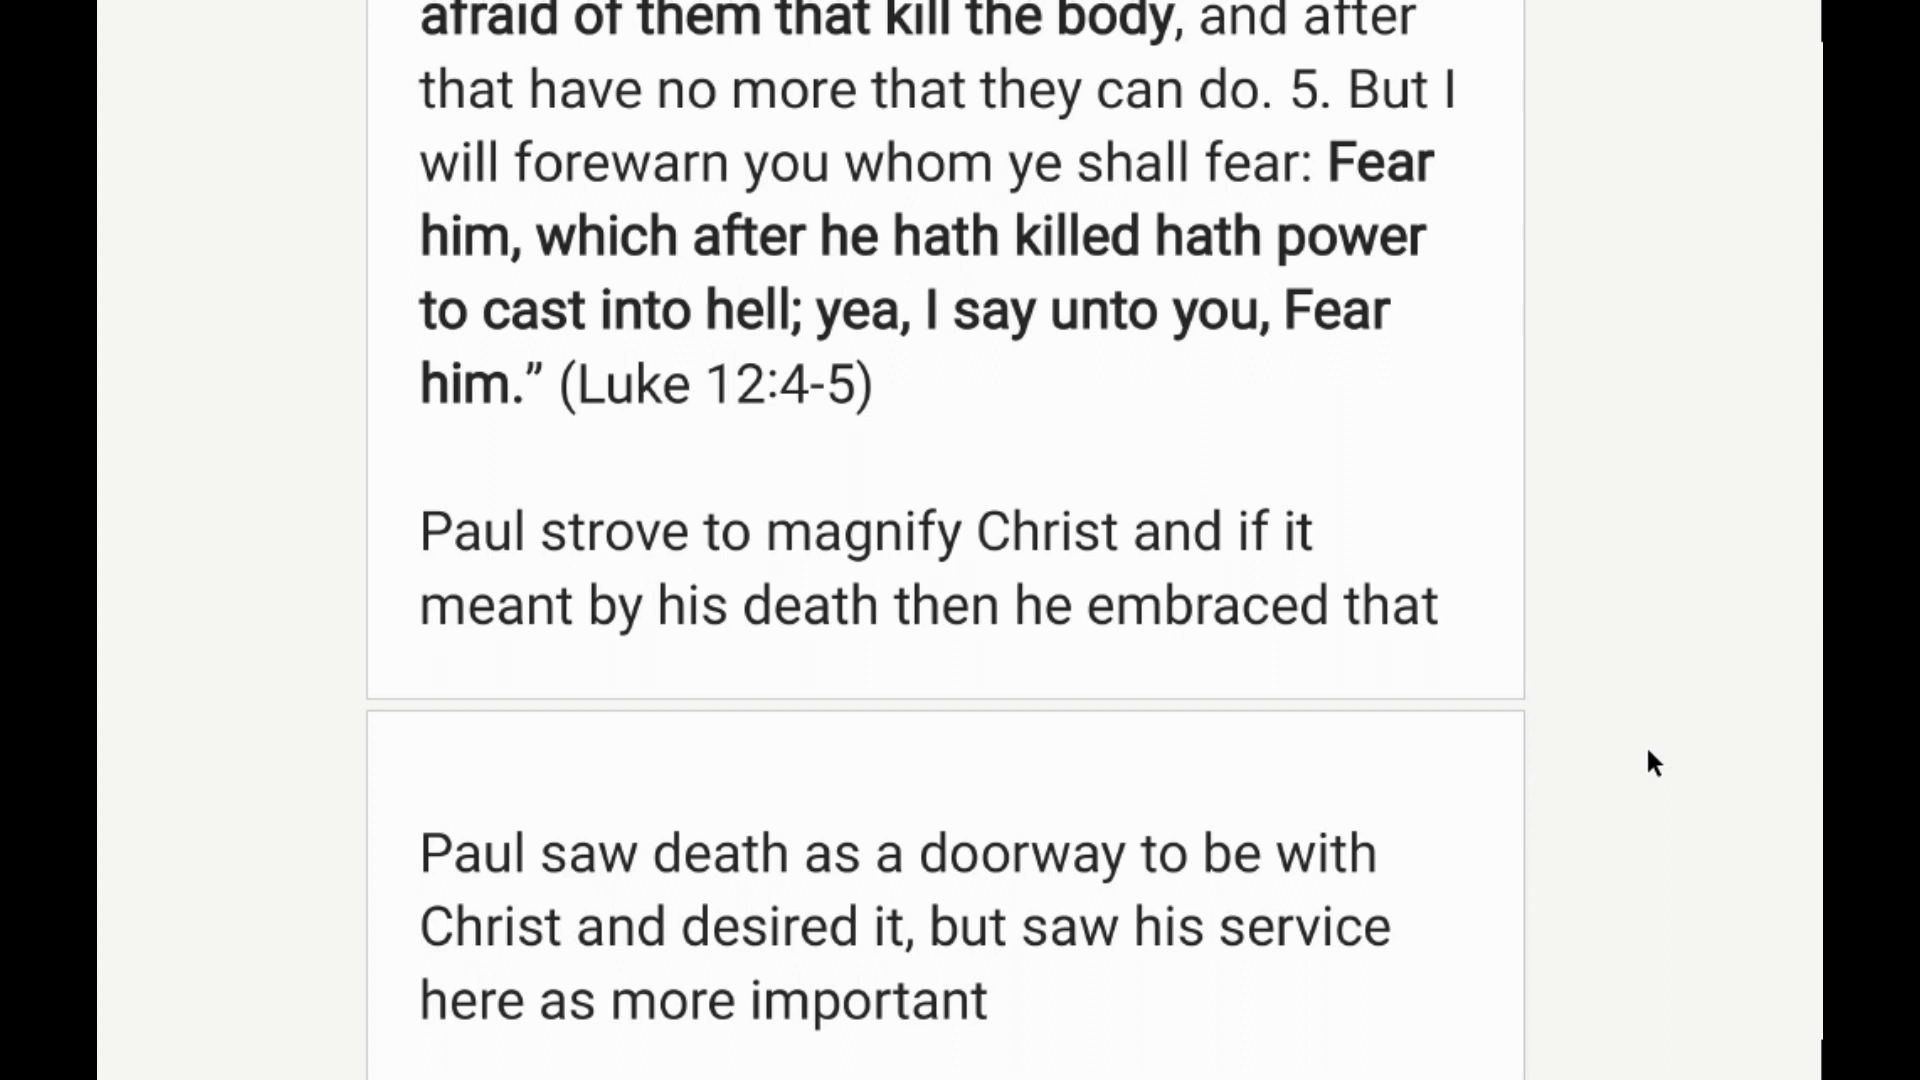 afraid of them that kill the body, and after
that have no more that they can do. 5. But I
will forewarn you whom ye shall fear: Fear
him, which after he hath killed hath power
to cast into hell; yea, I say unto you, Fear
him.” (Luke 12:4-5)
Paul strove to magnify Christ and if it
meant by his death then he embraced that
Paul saw death as a doorway to be with
Christ and desired it, but saw his service
here as more important